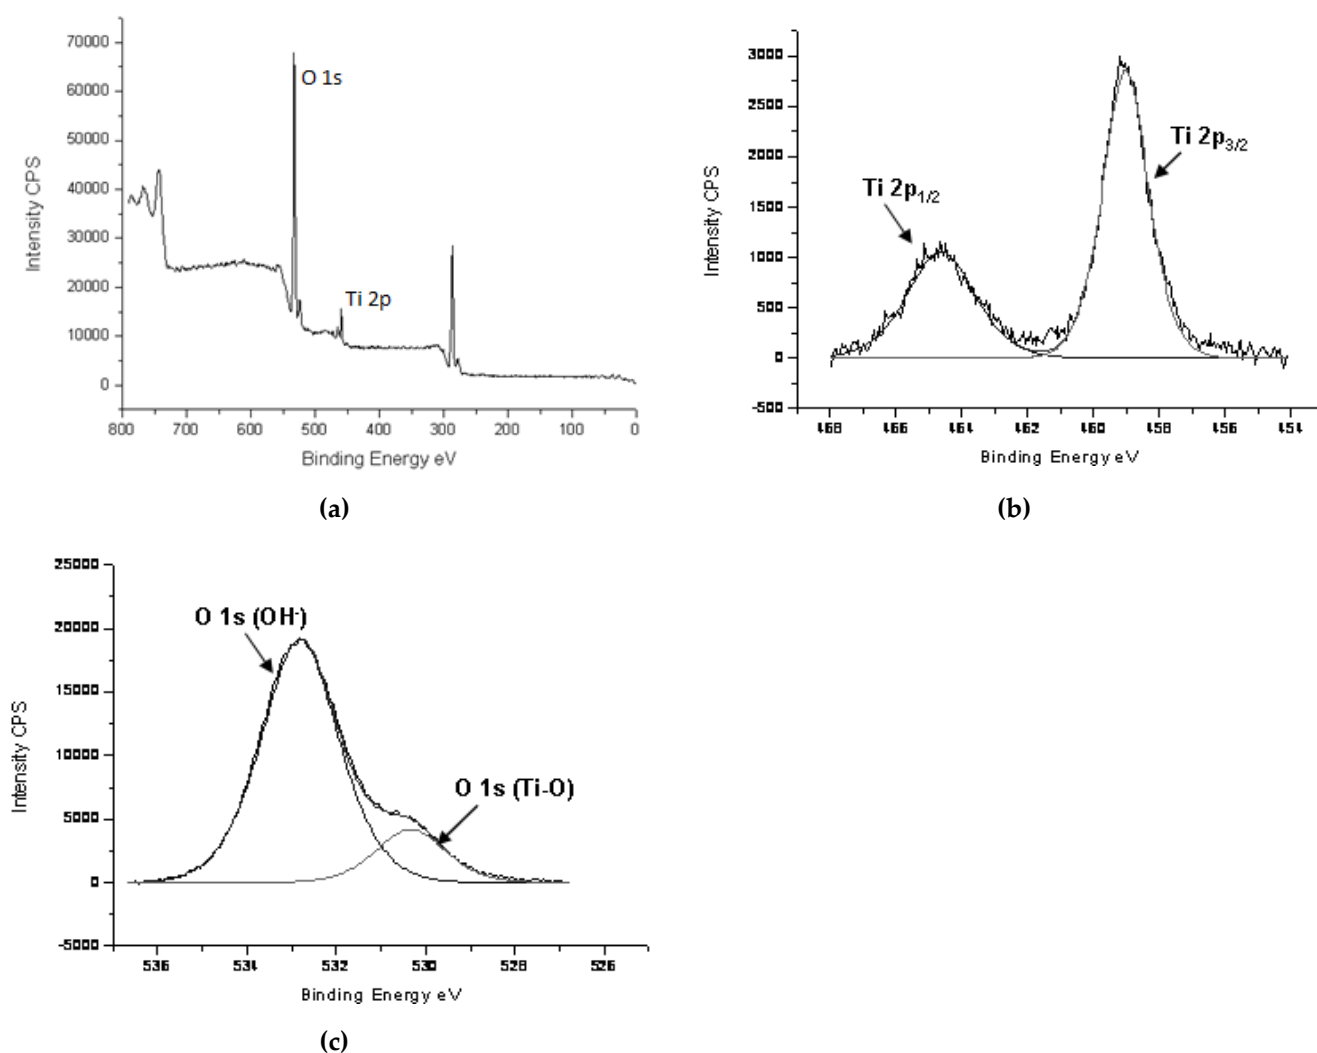 70000
60000
50000
40000
30000
20000
10000
0
Intensity CPS
O 1s
Ti 2p
800 700 600 500 400 300 200 100 0
Binding Energy eV
(a)
3000
2500
2000
1500
1000
500
0
-500
Intensity CPS
Ti 2p1/2
Ti 2p3/2
468 466 464 462 460 458 456 454
Binding Energy eV
(b)
25000
20000
15000
10000
5000
0
-5000
Intensity CPS
O 1s (OH-)
O 1s (Ti-O)
536 534 532 530 528 526
Binding Energy eV
(c)